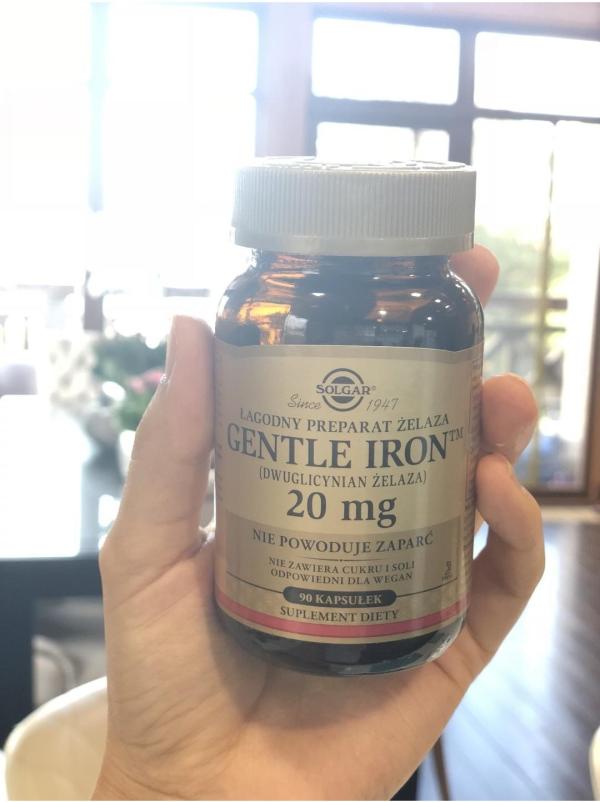 SOLGAR®
Since 1947
ŁAGODNY PREPARAT ŻELAZA
GENTLE IRON™
(DWUGLICYNIAN ŻELAZA)
20 mg
NIE POWODUJE ZAPARĆ
NIE ZAWIERA CUKRU I SOLI
ODPOWIEDNI DLA WEGAN
90 KAPSUŁEK
SUPLEMENT DIETY